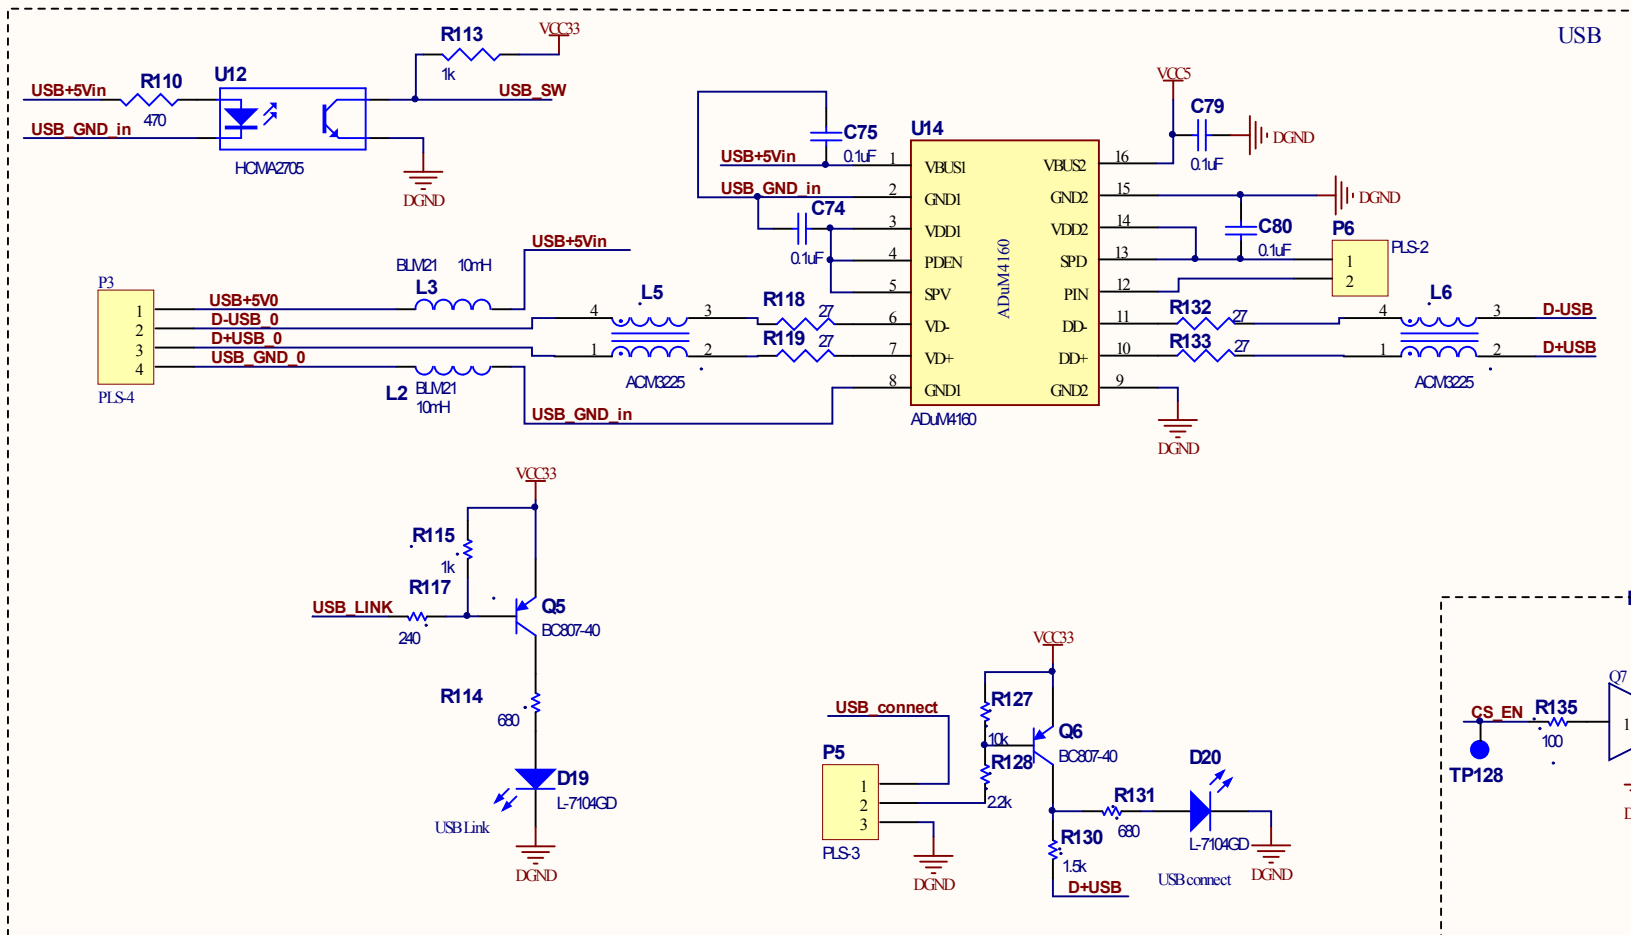 USB
R113
1k
VCC33
USB+5Vin
R110
470
U12
USB_SW
USB_GND_in
HCMA2705
DGND
VCC5
C79
0.1uF
DGND
C75
0.1uF
U14
USB+5Vin
1
VBUS1
VBUS2
16
USB_GND_in
2
GND1
GND2
15
DGND
C74
0.1uF
3
VDD1
VDD2
14
C80
0.1uF
P6
PLS-2
1
2
4
PDEN
SPD
13
5
SPV
PIN
12
ADuM4160
USB+5Vin
BLM21
10mH
L3
P3
1
2
3
4
PLS-4
USB+5V0
D-USB_0
D+USB_0
USB_GND_0
L5
4
3
1
2
ACM3225
R118
27
R119
27
6
VD-
DD-
11
7
VD+
DD+
10
8
GND1
GND2
9
ADuM4160
R132
27
R133
27
L6
4
3
1
2
ACM3225
D-USB
D+USB
L2
BLM21
10mH
USB_GND_in
DGND
VCC33
R115
1k
R117
240
USB_LINK
Q5
BC807-40
R114
680
D19
L-7104GD
USB Link
DGND
VCC33
USB_connect
R127
10k
Q6
BC807-40
P5
1
2
3
PLS-3
R128
2.2k
DGND
R131
680
D20
L-7104GD
R130
1.5k
USB connect
DGND
D+USB
CS_EN
R135
100
Q7
1
TP128